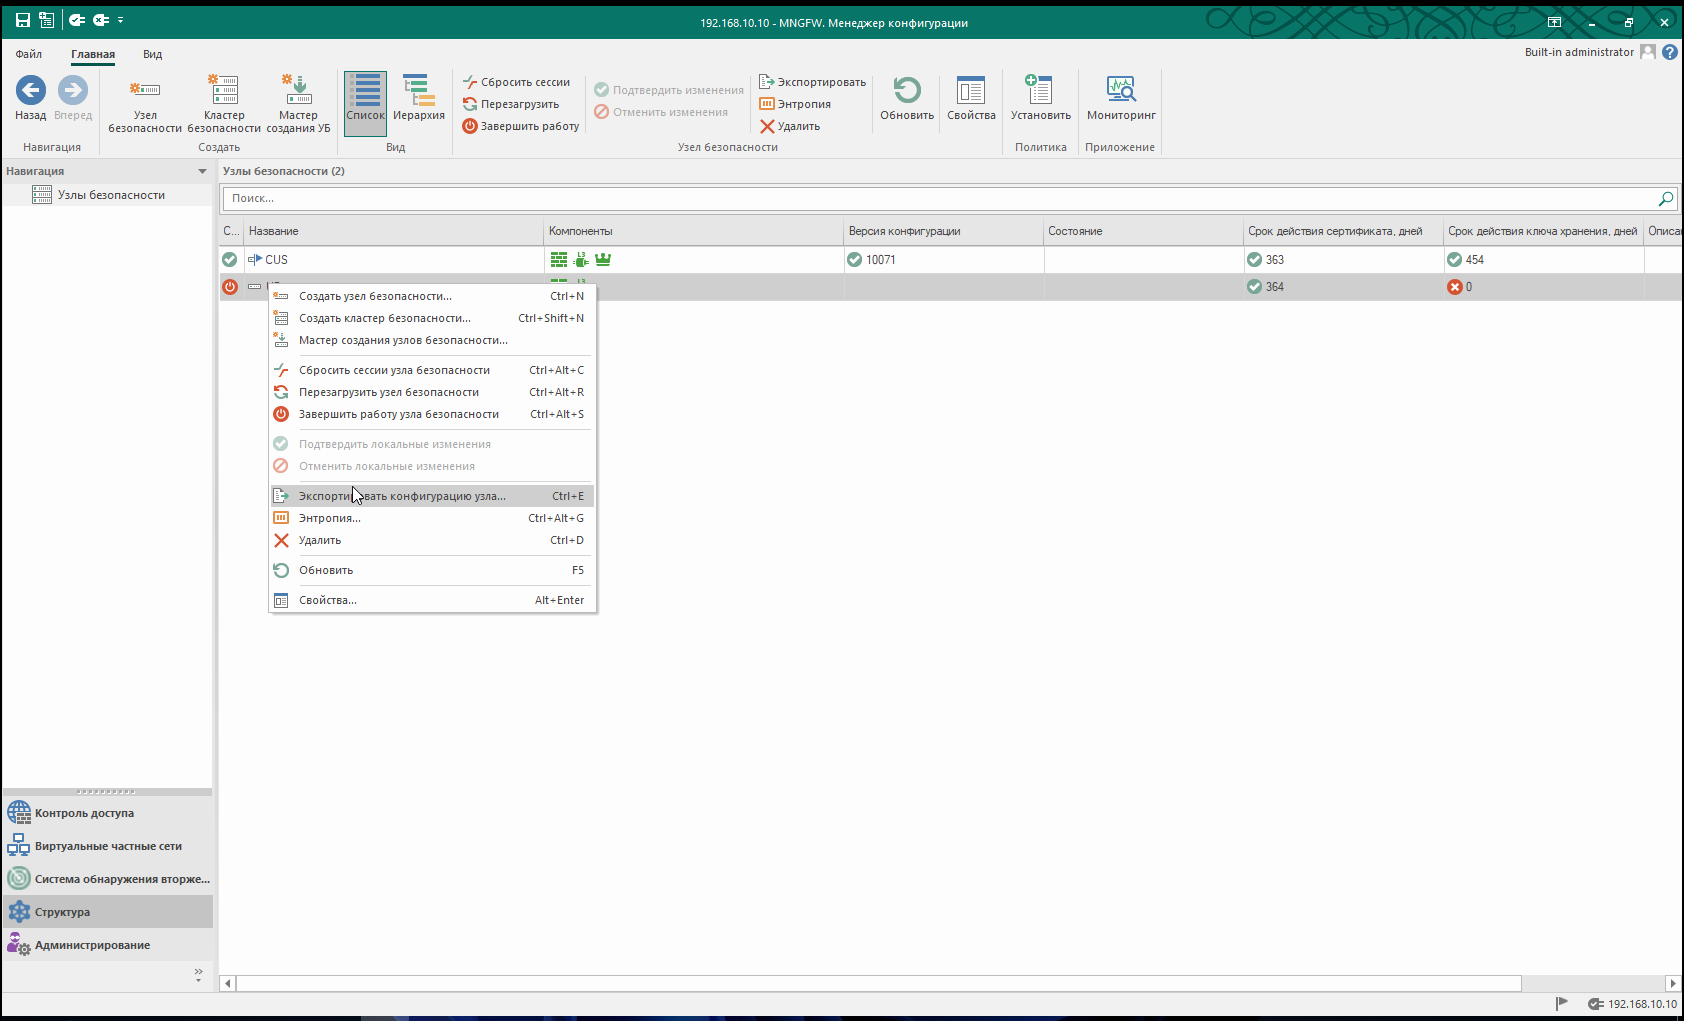 192.168.10.10 - MNGFW. Менеджер конфигурации
Файл
Главная
Вид
Built-in administrator
Назад
Вперед
Навигация
Узел безопасности
Кластер безопасности
Мастер создания УБ
Создать
Список
Иерархия
Вид
Сбросить сессии
Перезагрузить
Завершить работу
Подтвердить изменения
Отменить изменения
Экспортировать
Энтропия
Удалить
Узел безопасности
Обновить
Свойства
Установить
Политика
Мониторинг
Приложение
Навигация
Узлы безопасности
Узлы безопасности (2)
Поиск...
С...
Название
Компоненты
Версия конфигурации
Состояние
Срок действия сертификата, дней
Срок действия ключа хранения, дней
CUS
L3
10071
363
454
L3
364
0
Создать узел безопасности... Ctrl+N
Создать кластер безопасности... Ctrl+Shift+N
Мастер создания узлов безопасности...
Сбросить сессии узла безопасности Ctrl+Alt+C
Перезагрузить узел безопасности Ctrl+Alt+R
Завершить работу узла безопасности Ctrl+Alt+S
Подтвердить локальные изменения
Отменить локальные изменения
Экспортировать конфигурацию узла... Ctrl+E
Энтропия... Ctrl+Alt+G
Удалить Ctrl+D
Обновить F5
Свойства... Alt+Enter
Контроль доступа
Виртуальные частные сети
Система обнаружения вторже...
Структура
Администрирование
192.168.10.10